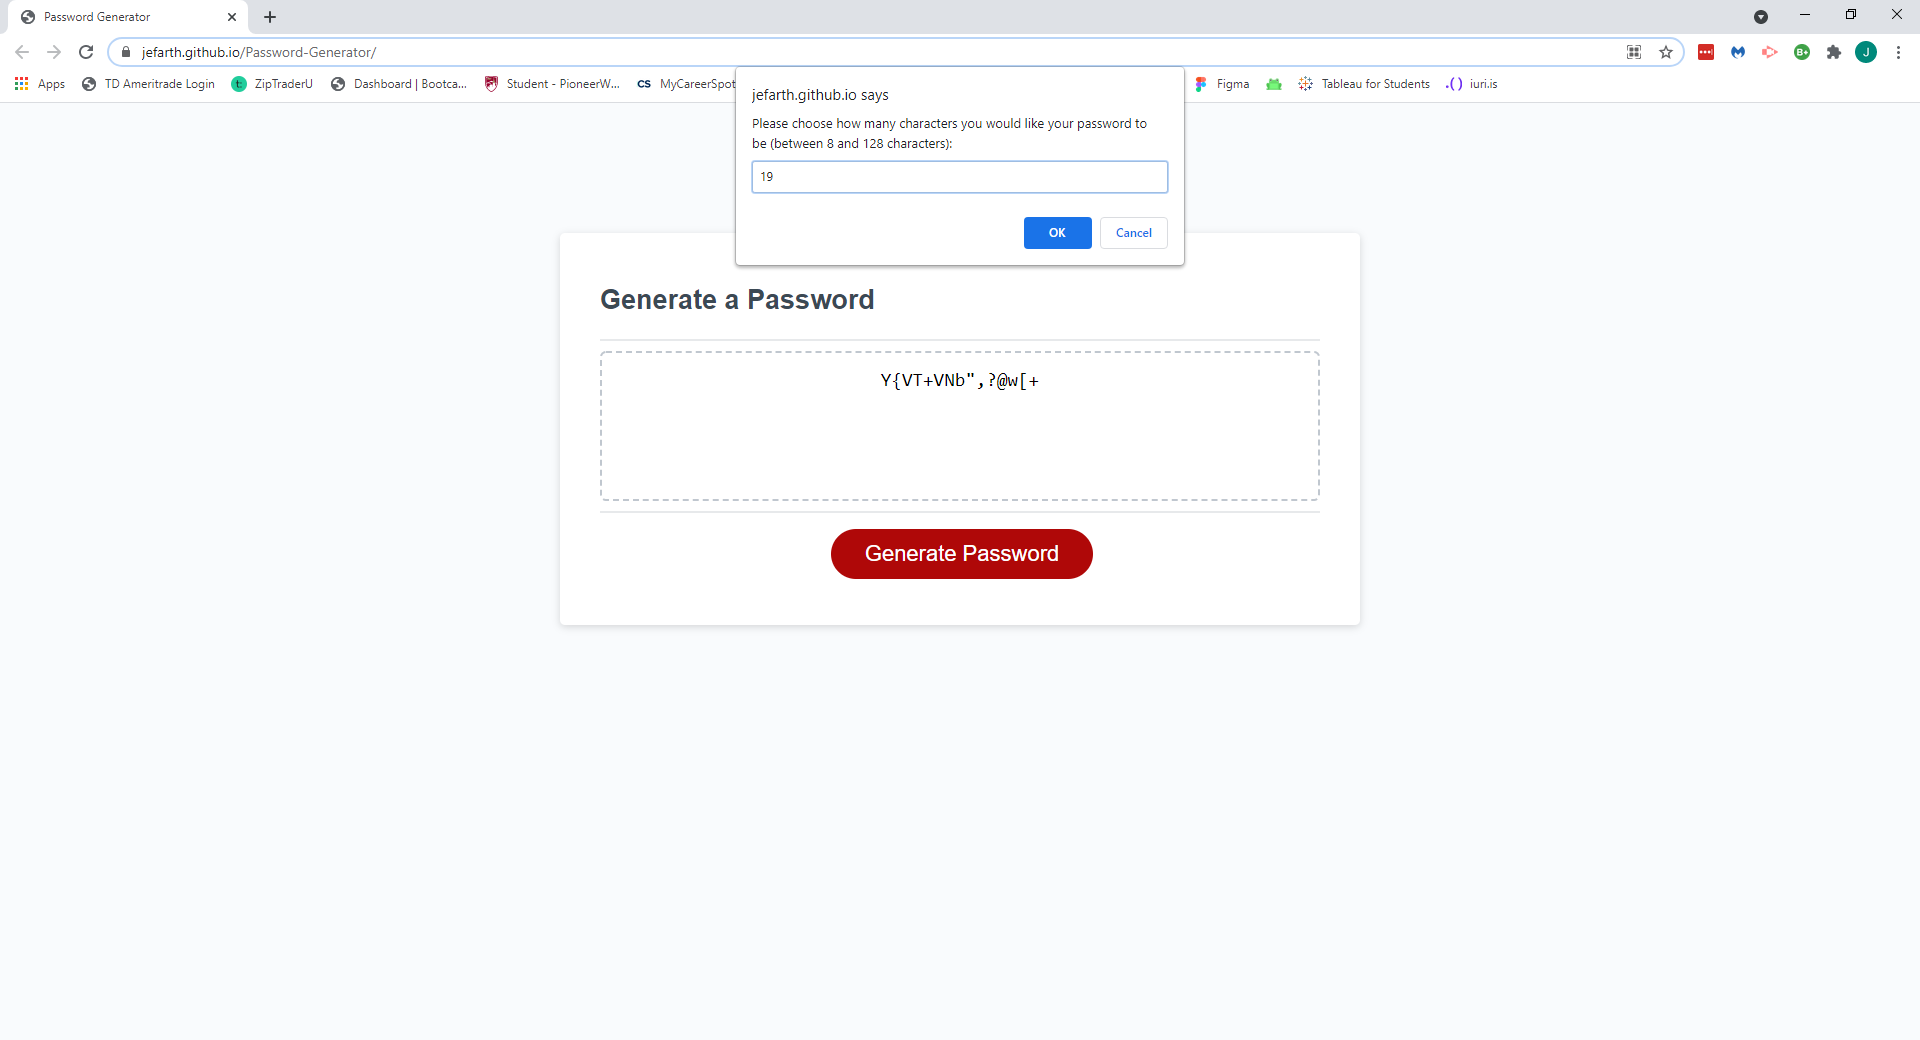 Password Generator
jefarth.github.io/Password-Generator/
Apps TD Ameritrade Login ZipTraderU Dashboard | Bootca... Student - PioneerW... CS MyCareerSpot Figma Tableau for Students .() iuri.is
jefarth.github.io says
Please choose how many characters you would like your password to
be (between 8 and 128 characters):
19
OK Cancel
Generate a Password
Y{VT+VNb",?@w[+
Generate Password